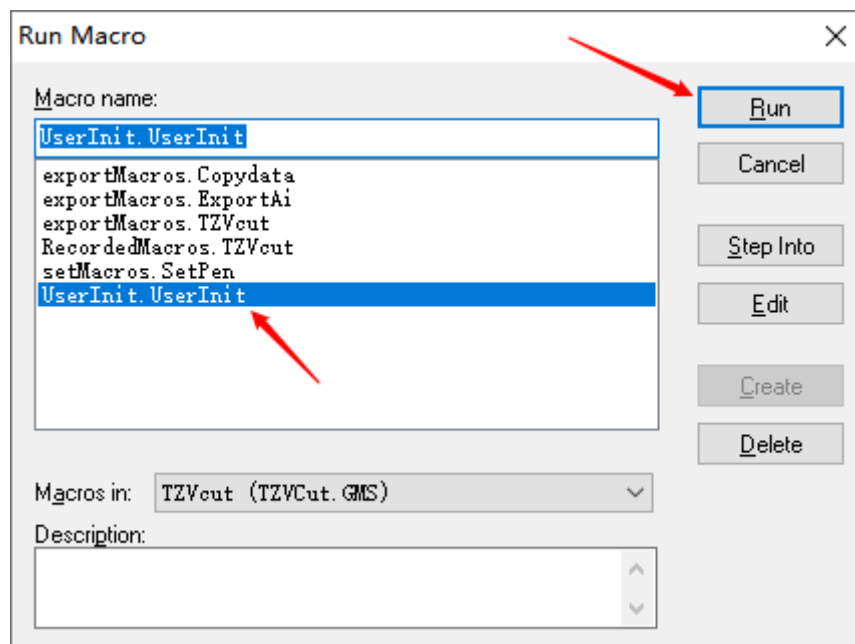 Run Macro
Macro name:
Run
UserInit.UserInit
Cancel
exportMacros.Copydata
exportMacros.ExportAi
exportMacros.TZVcut
RecordedMacros.TZVcut
Step Into
setMacros.SetPen
UserInit.UserInit
Edit
Create
Delete
Macros in: TZVcut (TZVCut.GMS)
Description: